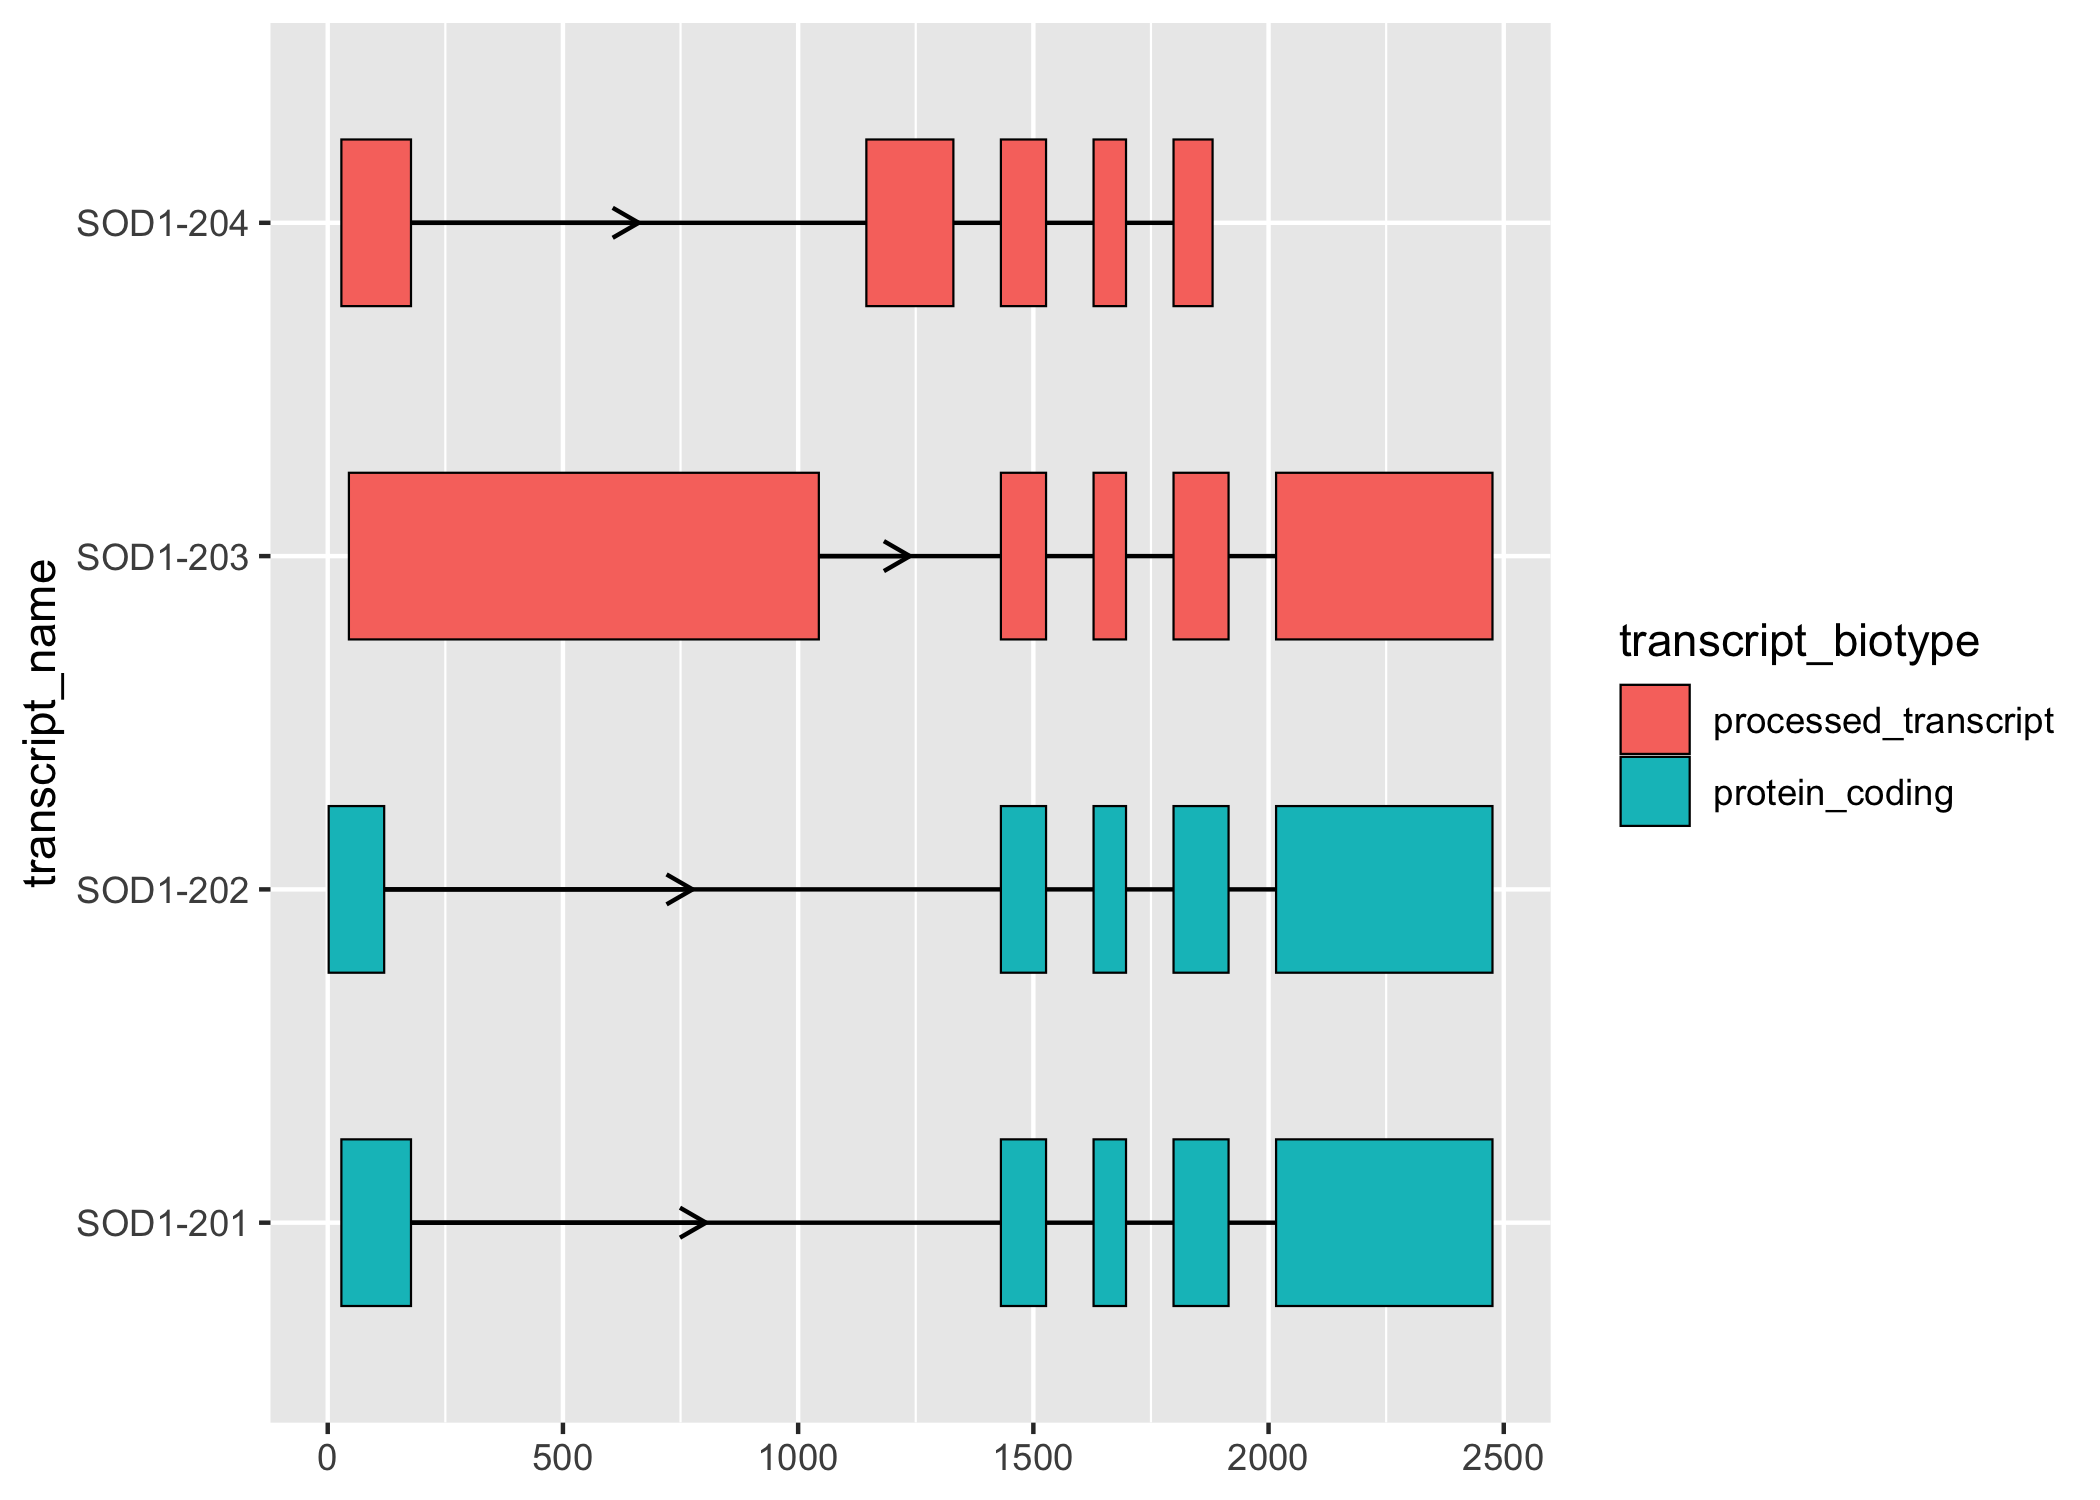 transcript_name
SOD1-204
SOD1-203
SOD1-202
SOD1-201
0 500 1000 1500 2000 2500
transcript_biotype
processed_transcript
protein_coding